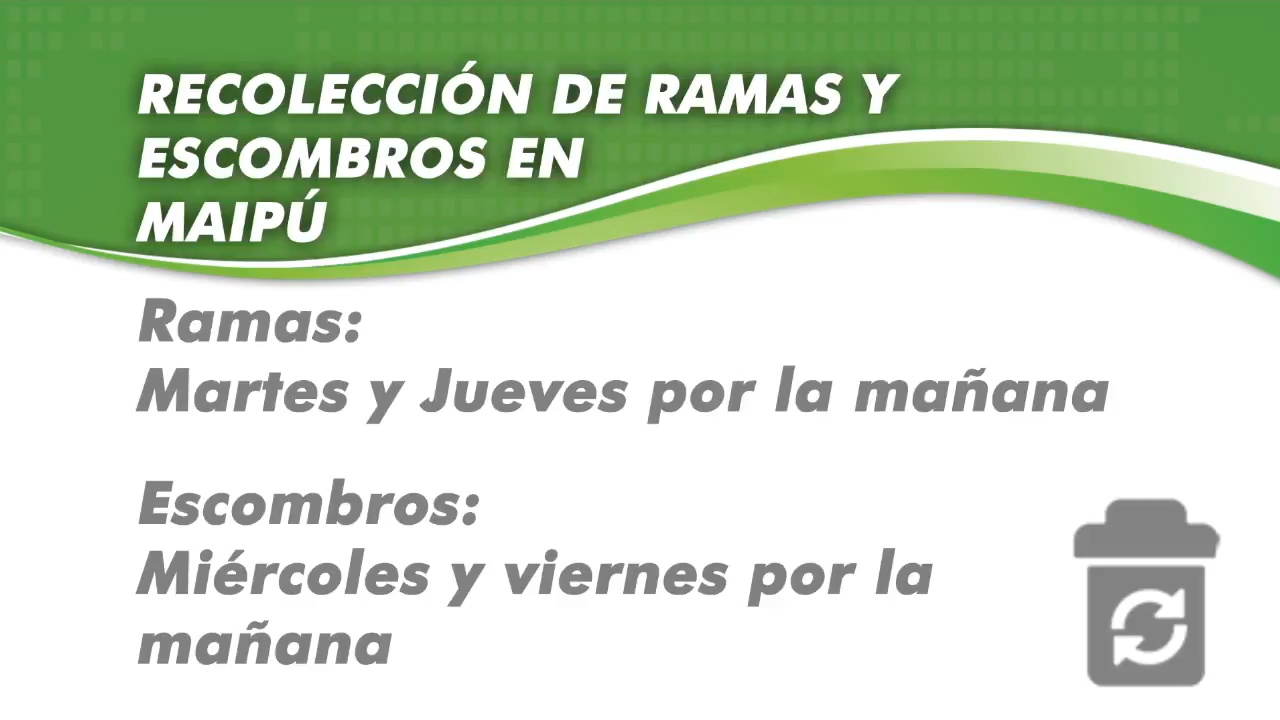 RECOLECCIÓN DE RAMAS Y
ESCOMBROS EN
MAIPÚ
Ramas:
Martes y Jueves por la mañana
Escombros:
Miércoles y viernes por la
mañana